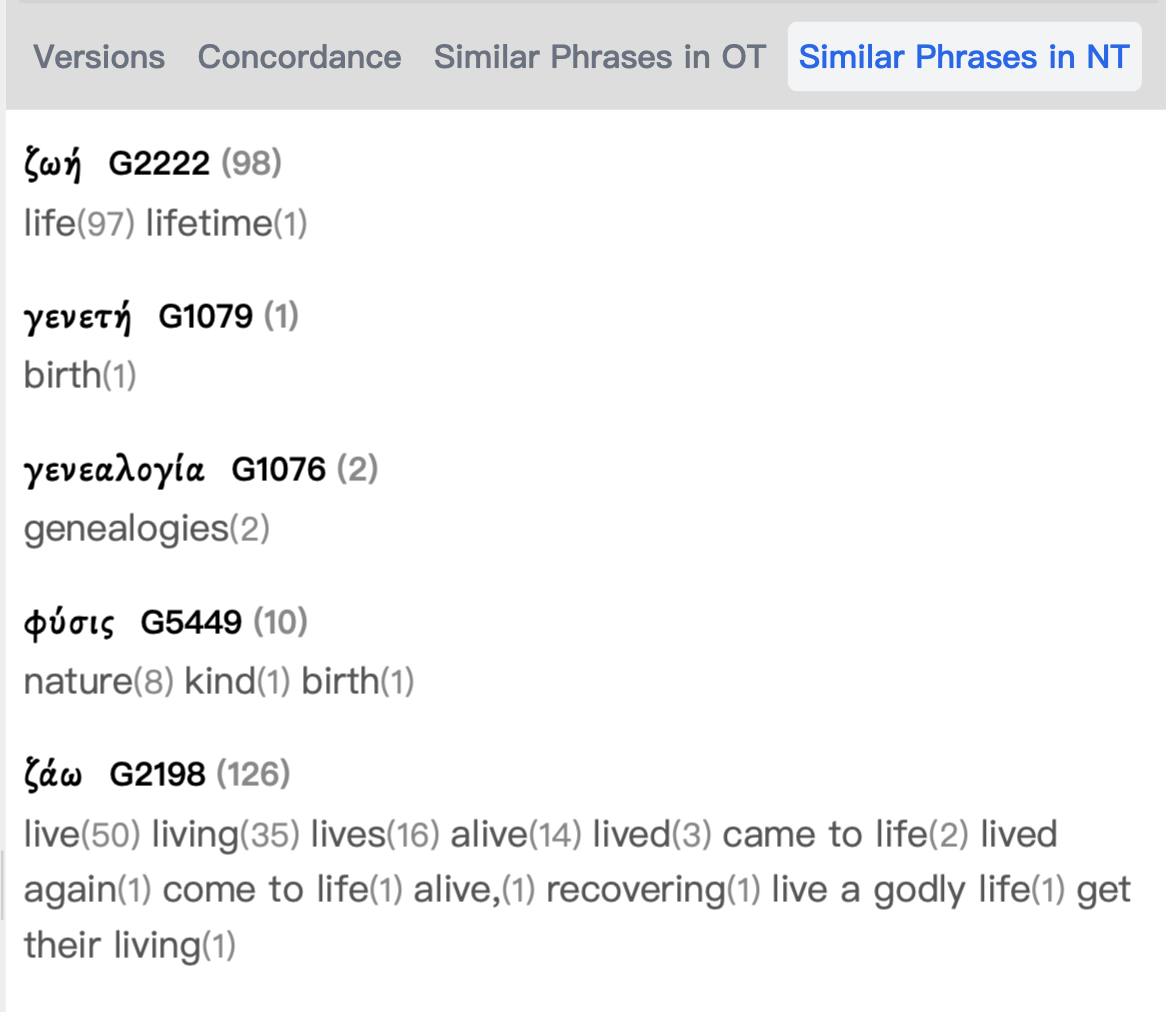 Versions Concordance Similar Phrases in OT Similar Phrases in NT
ζωή G2222 (98)
life(97) lifetime(1)
γενετή G1079 (1)
birth(1)
γενεαλογία G1076 (2)
genealogies(2)
φύσις G5449 (10)
nature(8) kind(1) birth(1)
ζάω G2198 (126)
live(50) living(35) lives(16) alive(14) lived(3) came to life(2) lived
again(1) come to life(1) alive,(1) recovering(1) live a godly life(1) get
their living(1)